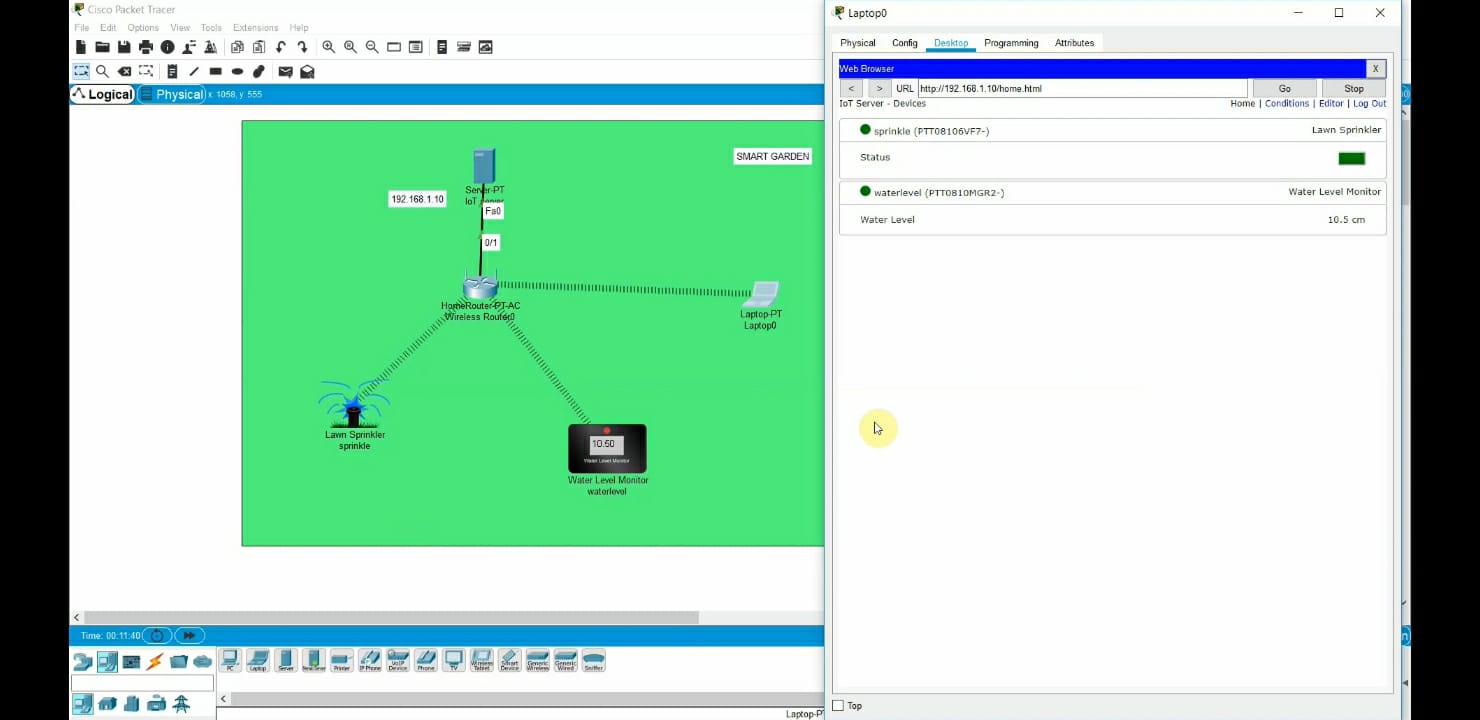 Cisco Packet Tracer
File Edit Options View Tools Extensions Help
Logical Physical x: 1058, y: 555
SMART GARDEN
192.168.1.10
Server-PT
IoT server
Fa0
0/1
HomeRouter-PT-AC
Wireless Router0
Laptop-PT
Laptop0
Lawn Sprinkler
sprinkle
10.50
Water Level Monitor
Water Level Monitor
waterlevel
Time: 00:11:40
PC Laptop Server Printer IP Phone VoIP Device Phone TV Wireless Tablet Smart Device Generic Wireless Generic Wired Sniffer
Laptop-P
Laptop0
Physical Config Desktop Programming Attributes
Web Browser X
< > URL http://192.168.1.10/home.html Go Stop
IoT Server - Devices Home | Conditions | Editor | Log Out
sprinkle (PTT08106VF7-) Lawn Sprinkler
Status
waterlevel (PTT0810MGR2-) Water Level Monitor
Water Level 10.5 cm
Top